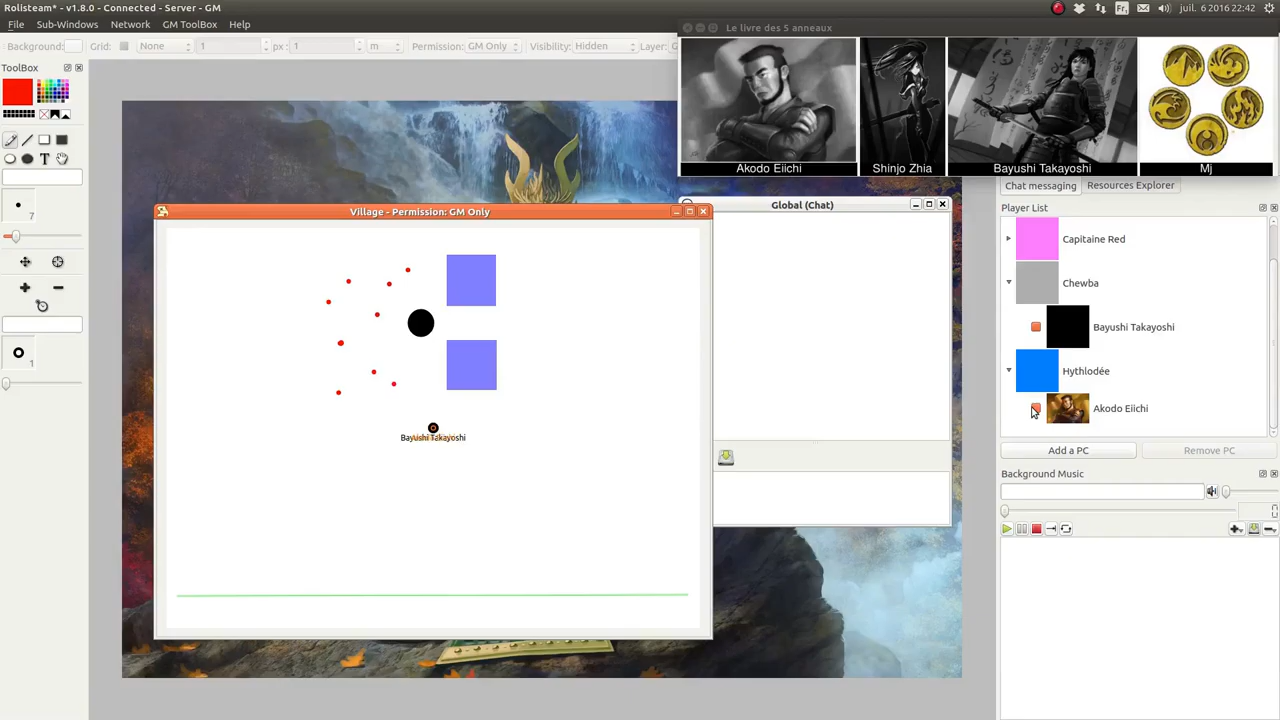 Rolisteam* - v1.8.0 - Connected - Server - GM
Fr₁
juil. 6 2016 22:42
File Sub-Windows Network GM ToolBox Help
Background: Grid: None 1 px : 1 m Permission: GM Only Visibility: Hidden Layer:
Le livre des 5 anneaux
ToolBox
Akodo Eiichi Shinjo Zhia Bayushi Takayoshi Mj
Chat messaging Resources Explorer
Global (Chat)
Player List
Village - Permission: GM Only
Capitaine Red
Chewba
Bayushi Takayoshi
Hythlodée
Akodo Eiichi
7
1
Bayushi Takayoshi
Add a PC Remove PC
Background Music